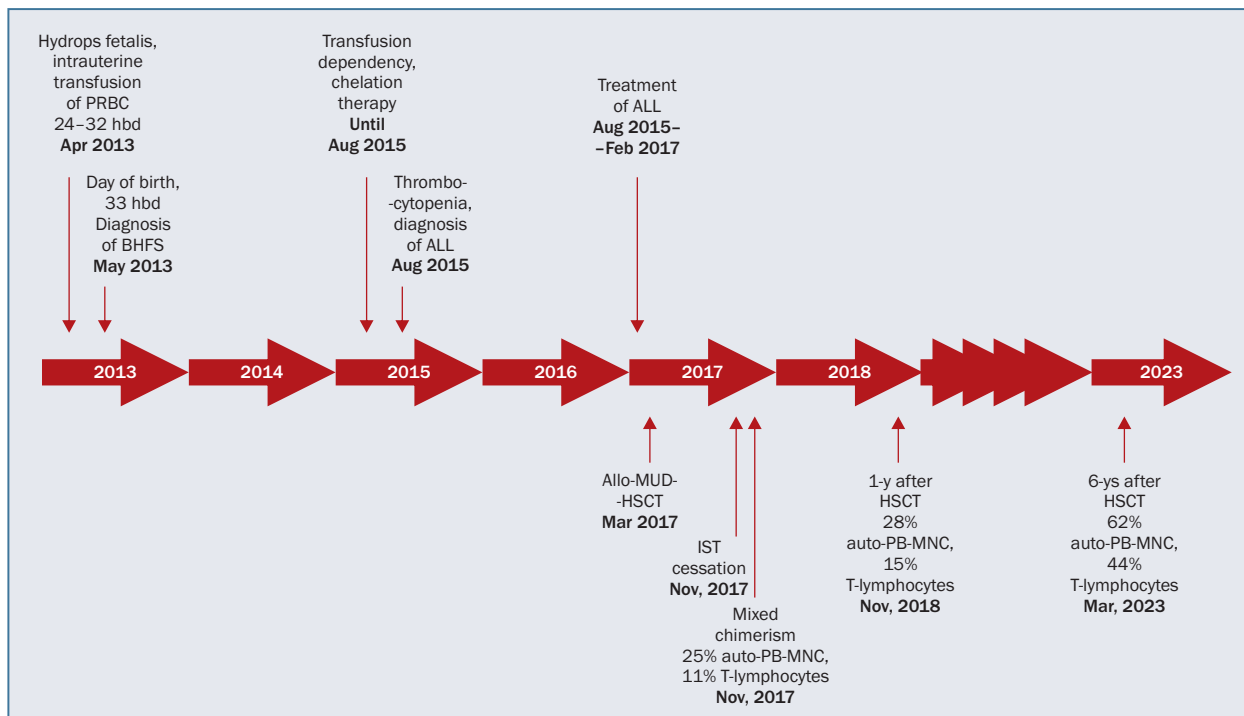 Hydrops fetalis,
intrauterine
transfusion
of PRBC
24–32 hbd
Apr 2013
Day of birth,
33 hbd
Diagnosis
of BHFS
May 2013
Transfusion
dependency,
chelation
therapy
Until
Aug 2015
Thrombo-
-cytopenia,
diagnosis
of ALL
Aug 2015
Treatment
of ALL
Aug 2015–
–Feb 2017
2013
2014
2015
2016
2017
2018
2023
Allo-MUD-
-HSCT
Mar 2017
IST
cessation
Nov, 2017
Mixed
chimerism
25% auto-PB-MNC,
11% T-lymphocytes
Nov, 2017
1-y after
HSCT
28%
auto-PB-MNC,
15%
T-lymphocytes
Nov, 2018
6-ys after
HSCT
62%
auto-PB-MNC,
44%
T-lymphocytes
Mar, 2023